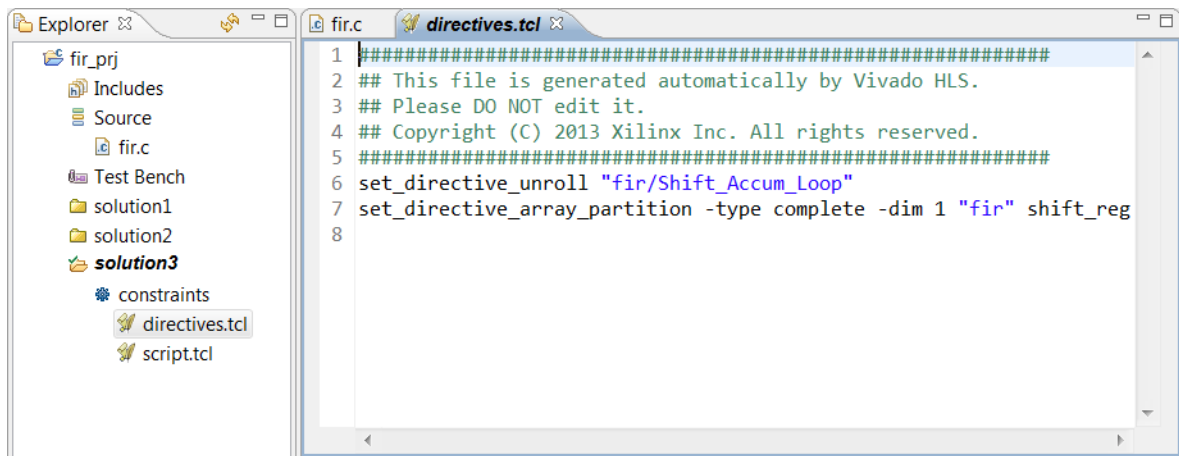 Explorer
fir_prj
Includes
Source
fir.c
Test Bench
solution1
solution2
solution3
constraints
directives.tcl
script.tcl
fir.c directives.tcl
1 ############################################################
2 ## This file is generated automatically by Vivado HLS.
3 ## Please DO NOT edit it.
4 ## Copyright (C) 2013 Xilinx Inc. All rights reserved.
5 ############################################################
6 set_directive_unroll "fir/Shift_Accum_Loop"
7 set_directive_array_partition -type complete -dim 1 "fir" shift_reg
8